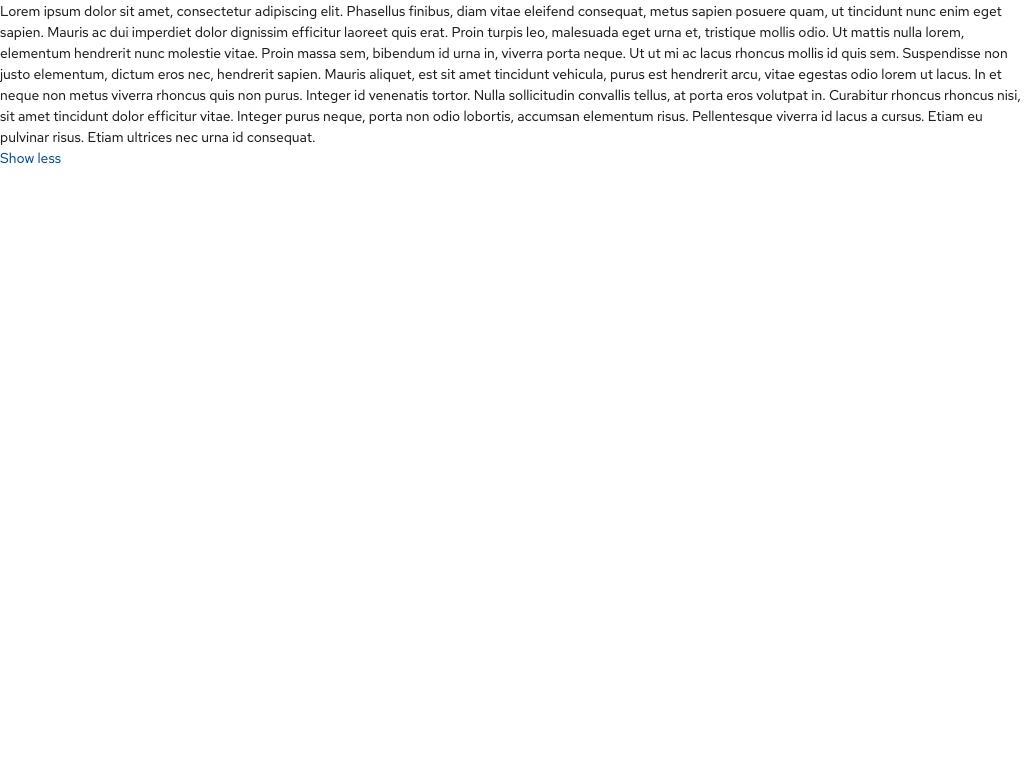 Lorem ipsum dolor sit amet, consectetur adipiscing elit. Phasellus finibus, diam vitae eleifend consequat, metus sapien posuere quam, ut tincidunt nunc enim eget
sapien. Mauris ac dui imperdiet dolor dignissim efficitur laoreet quis erat. Proin turpis leo, malesuada eget urna et, tristique mollis odio. Ut mattis nulla lorem,
elementum hendrerit nunc molestie vitae. Proin massa sem, bibendum id urna in, viverra porta neque. Ut ut mi ac lacus rhoncus mollis id quis sem. Suspendisse non
justo elementum, dictum eros nec, hendrerit sapien. Mauris aliquet, est sit amet tincidunt vehicula, purus est hendrerit arcu, vitae egestas odio lorem ut lacus. In et
neque non metus viverra rhoncus quis non purus. Integer id venenatis tortor. Nulla sollicitudin convallis tellus, at porta eros volutpat in. Curabitur rhoncus rhoncus nisi,
sit amet tincidunt dolor efficitur vitae. Integer purus neque, porta non odio lobortis, accumsan elementum risus. Pellentesque viverra id lacus a cursus. Etiam eu
pulvinar risus. Etiam ultrices nec urna id consequat.
Show less